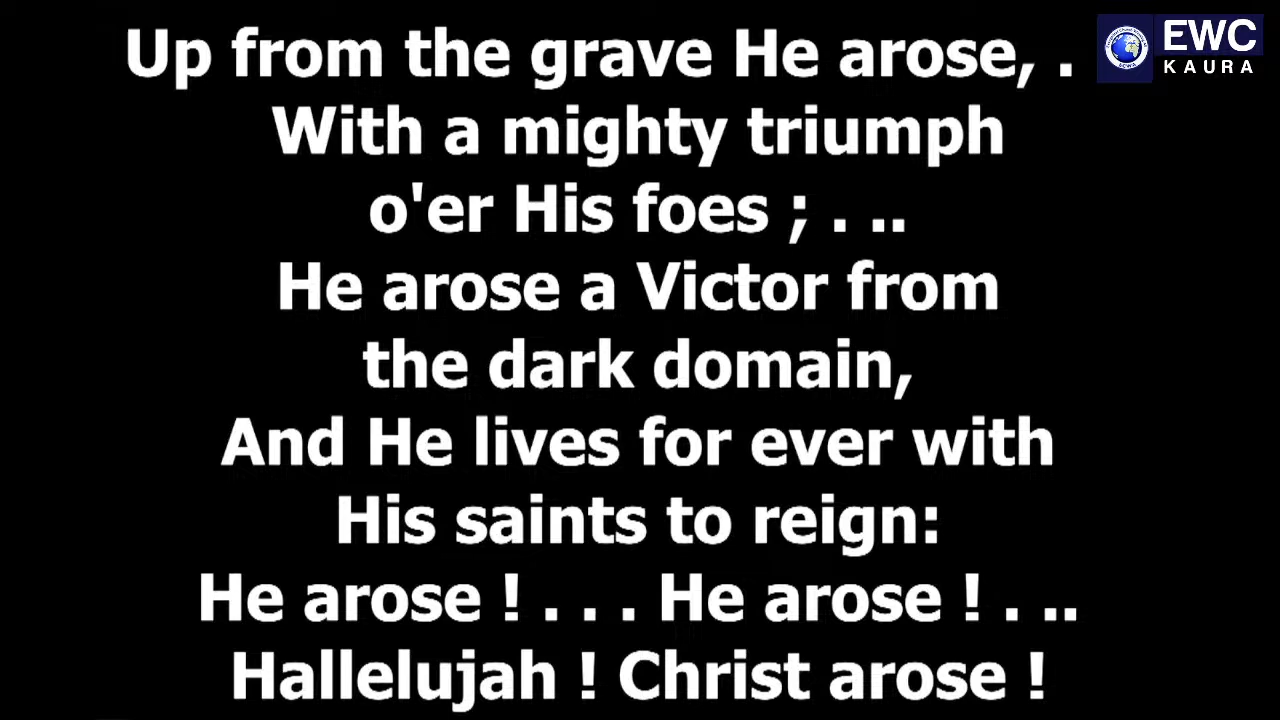 Up from the grave He arose, .
EWC
KAURA
With a mighty triumph
o'er His foes ; . ..
He arose a Victor from
the dark domain,
And He lives for ever with
His saints to reign:
He arose ! . . . He arose ! . ..
Hallelujah ! Christ arose !